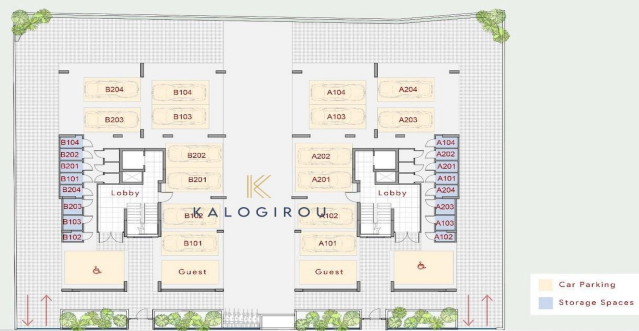 B204
B104
A104
A204
B203
B103
A103
A203
B104
B202
B201
B101
B204
B203
B103
B102
Lobby
B202
B201
B102
B101
Guest
KALOGIROU
A202
A201
A102
A101
Guest
Lobby
A104
A202
A201
A101
A204
A203
A103
A102
Car Parking
Storage Spaces